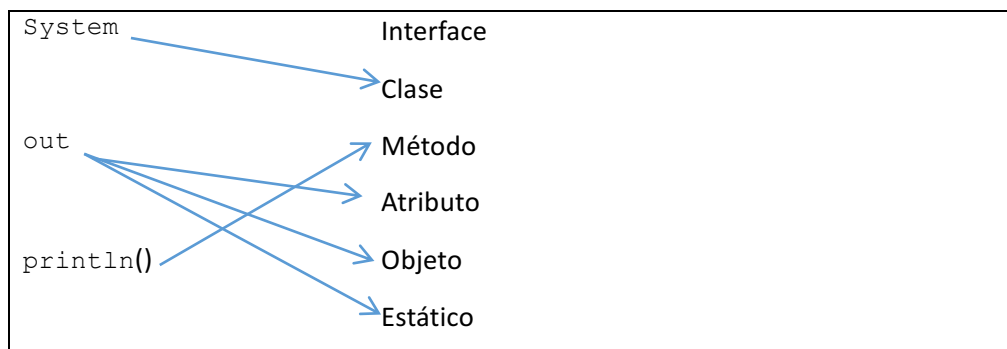 System Interface
Clase
out Método
Atributo
println() Objeto
Estático